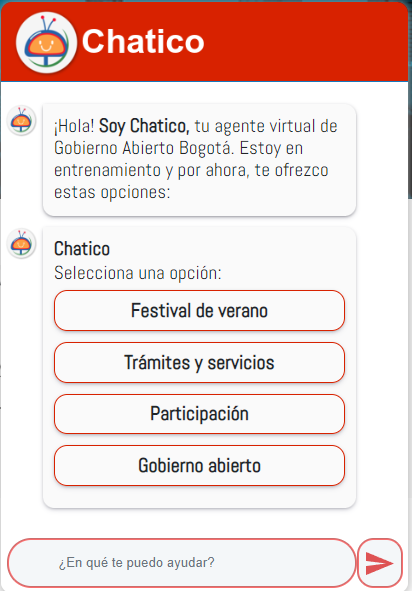 Chatico
¡Hola! Soy Chatico, tu agente virtual de
Gobierno Abierto Bogotá. Estoy en
entrenamiento y por ahora, te ofrezco
estas opciones:
Chatico
Selecciona una opción:
Festival de verano
Trámites y servicios
Participación
Gobierno abierto
¿En qué te puedo ayudar?